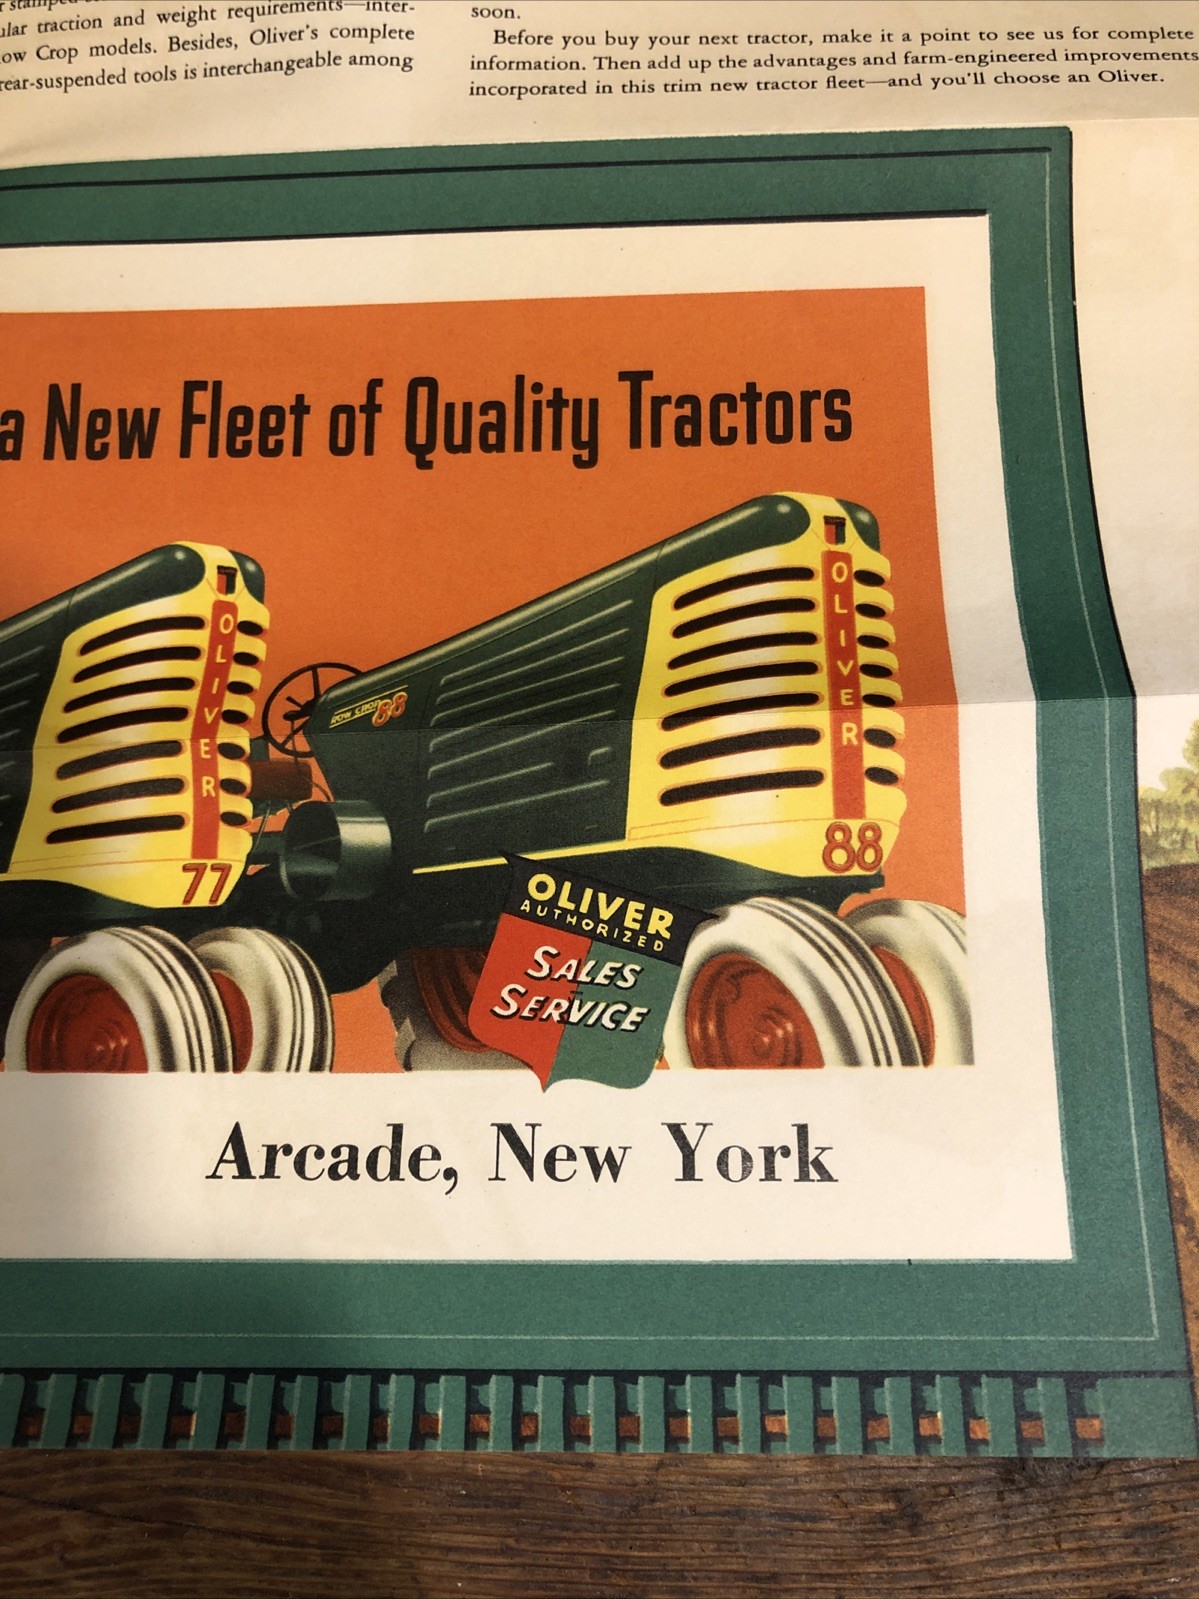 ular traction and weight requirements—inter-
ow Crop models. Besides, Oliver's complete
rear-suspended tools is interchangeable among
soon.
Before you buy your next tractor, make it a point to see us for complete
information. Then add up the advantages and farm-engineered improvements
incorporated in this trim new tractor fleet—and you'll choose an Oliver.
a New Fleet of Quality Tractors
OLIVER
77
ROW CROP 88
OLIVER
88
OLIVER
AUTHORIZED
SALES
SERVICE
Arcade, New York